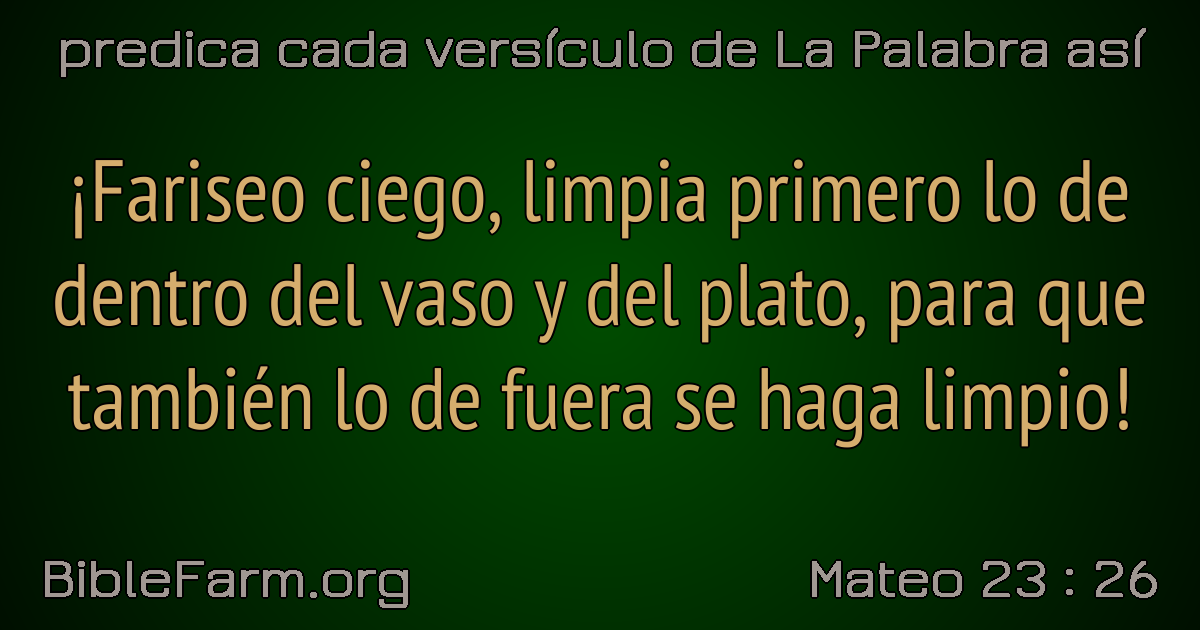 predica cada versículo de La Palabra así
¡Fariseo ciego, limpia primero lo de
dentro del vaso y del plato, para que
también lo de fuera se haga limpio!
BibleFarm.org
Mateo 23 : 26